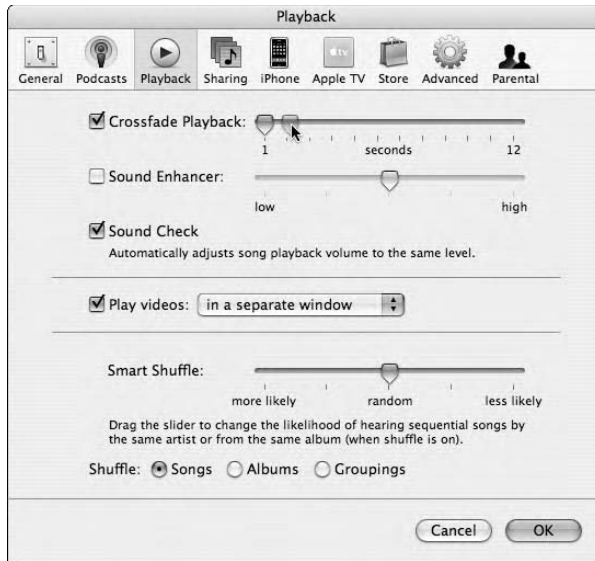 Playback
General Podcasts Playback Sharing iPhone Apple TV Store Advanced Parental
Crossfade Playback:
1 seconds 12
Sound Enhancer:
low high
Sound Check
Automatically adjusts song playback volume to the same level.
Play videos: in a separate window
Smart Shuffle:
more likely random less likely
Drag the slider to change the likelihood of hearing sequential songs by
the same artist or from the same album (when shuffle is on).
Shuffle: Songs Albums Groupings
Cancel OK